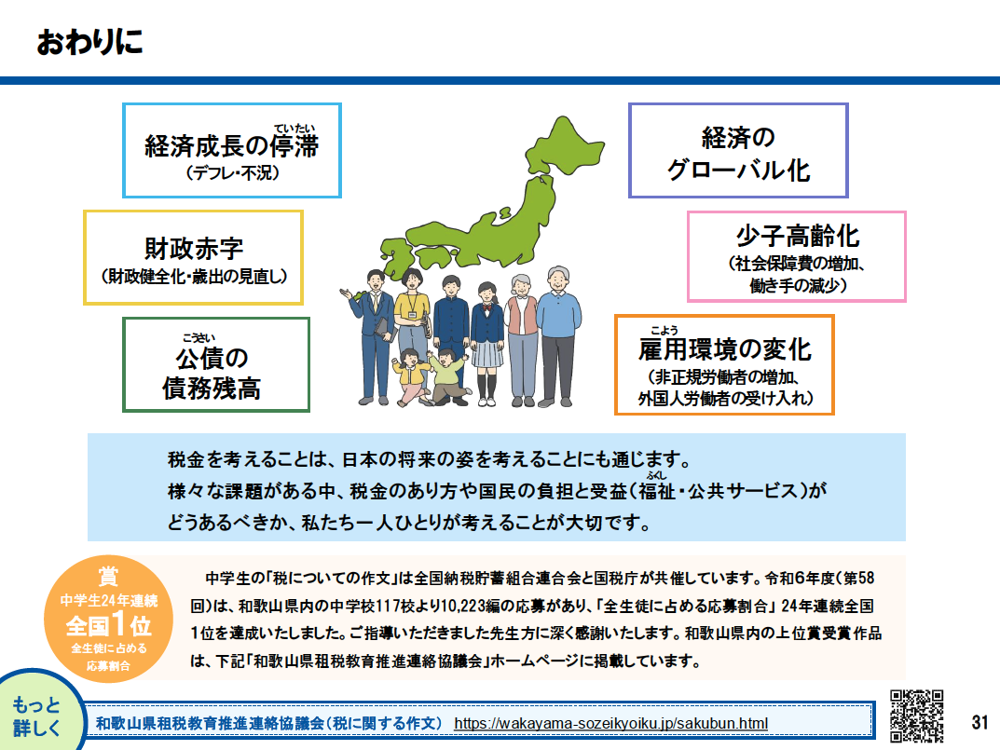 おわりに
ていたい
経済成長の停滞
（デフレ・不況）
経済の
グローバル化
財政赤字
（財政健全化・歳出の見直し）
少子高齢化
（社会保障費の増加、
働き手の減少）
こうさい
公債の
債務残高
こよう
雇用環境の変化
（非正規労働者の増加、
外国人労働者の受け入れ）
税金を考えることは、日本の将来の姿を考えることにも通じます。
ふくし
様々な課題がある中、税金のあり方や国民の負担と受益（福祉・公共サービス）が
どうあるべきか、私たち一人ひとりが考えることが大切です。
賞
中学生24年連続
全国1位
全生徒に占める
応募割合
中学生の「税についての作文」は全国納税貯蓄組合連合会と国税庁が共催しています。令和６年度（第58
回）は、和歌山県内の中学校117校より10,223編の応募があり、「全生徒に占める応募割合」 24年連続全国
１位を達成いたしました。ご指導いただきました先生方に深く感謝いたします。和歌山県内の上位賞受賞作品
は、下記「和歌山県租税教育推進連絡協議会」ホームページに掲載しています。
もっと
詳しく
和歌山県租税教育推進連絡協議会（税に関する作文） https://wakayama-sozeikyoiku.jp/sakubun.html
31